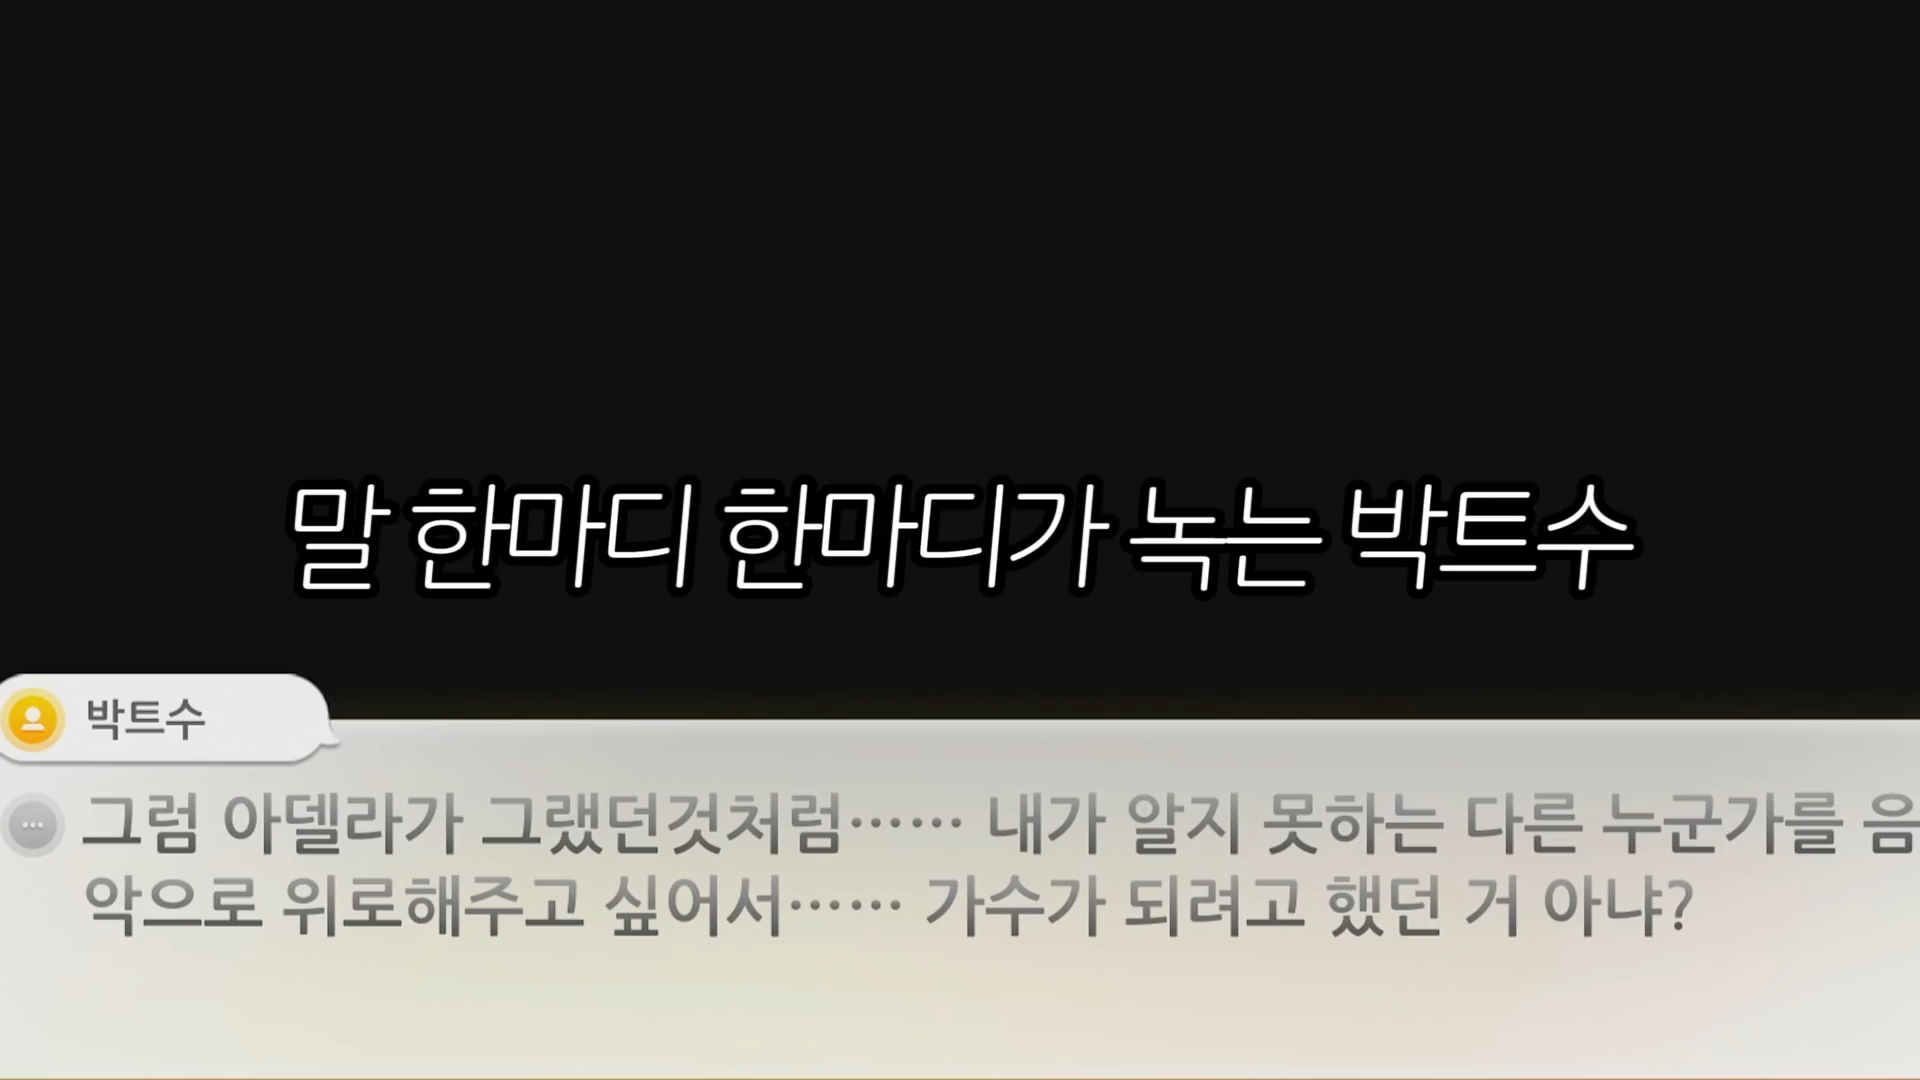 말 한마디 한마디가 녹는 박트수
박트수
그럼 아델라가 그랬던것처럼…… 내가 알지 못하는 다른 누군가를 음
악으로 위로해주고 싶어서…… 가수가 되려고 했던 거 아냐?